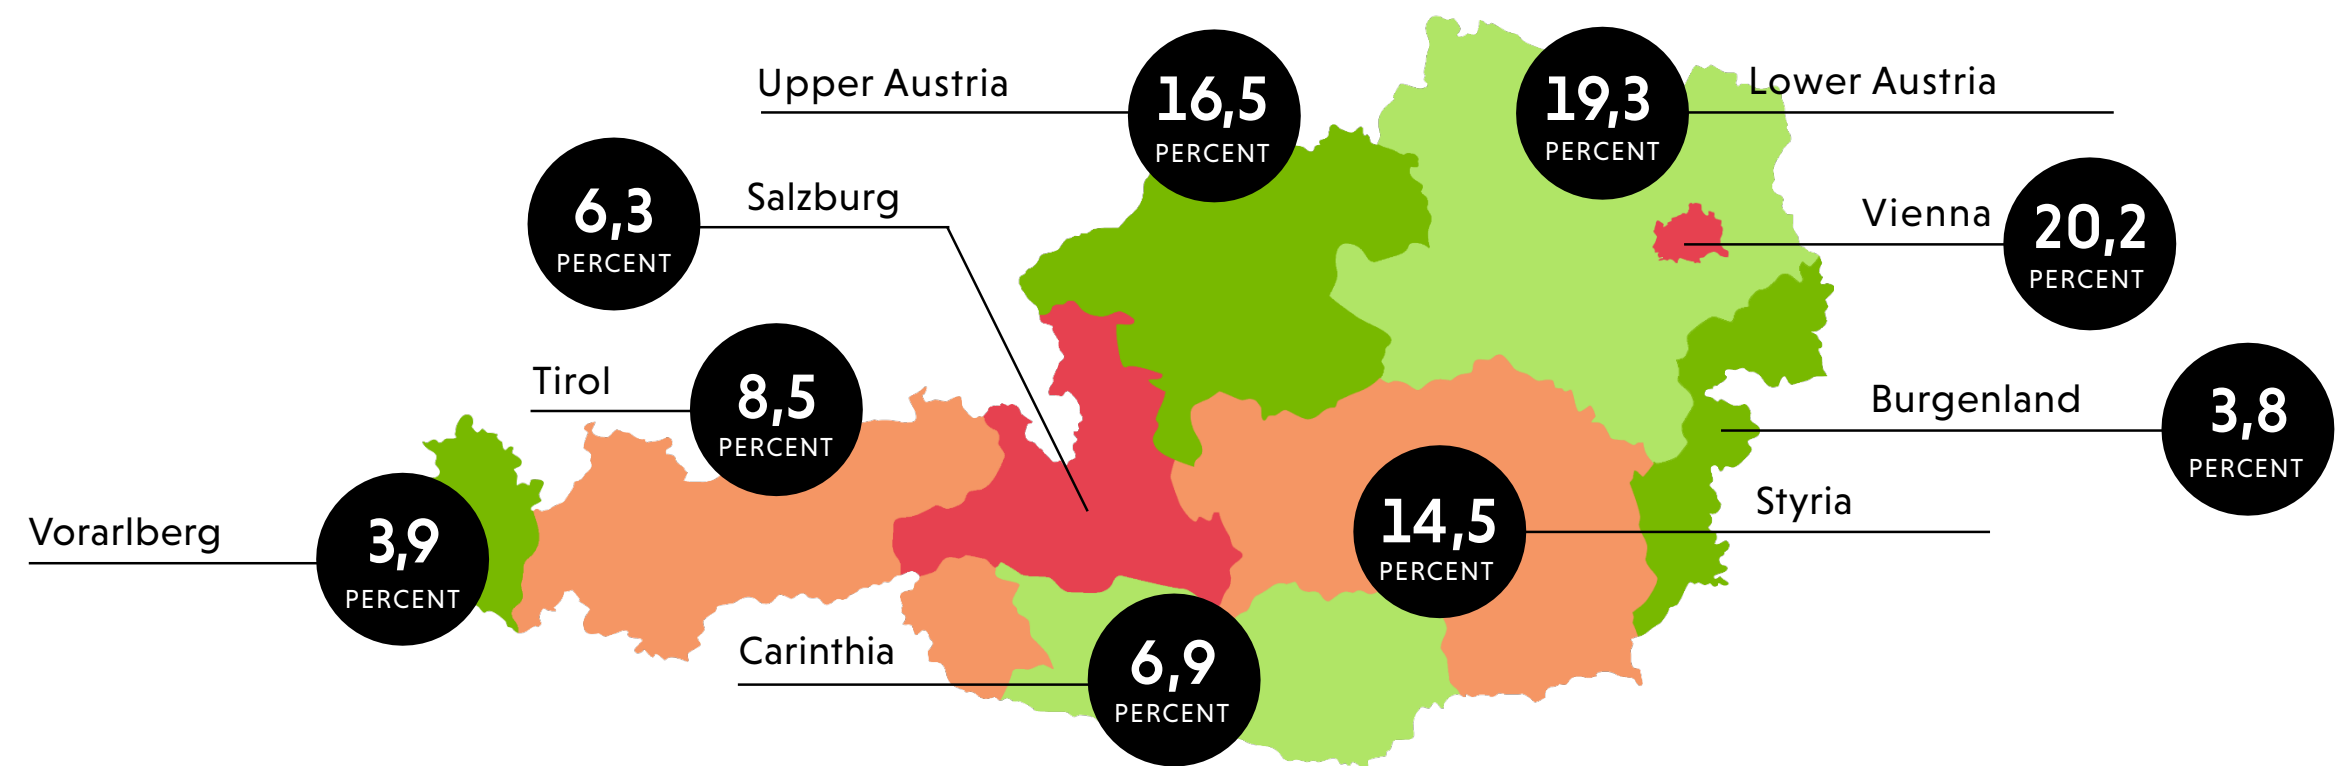 Upper Austria
16,5
PERCENT
19,3
PERCENT
Lower Austria
6,3
PERCENT
Salzburg
Vienna
20,2
PERCENT
Tirol
8,5
PERCENT
Burgenland
3,8
PERCENT
Vorarlberg
3,9
PERCENT
14,5
PERCENT
Styria
Carinthia
6,9
PERCENT